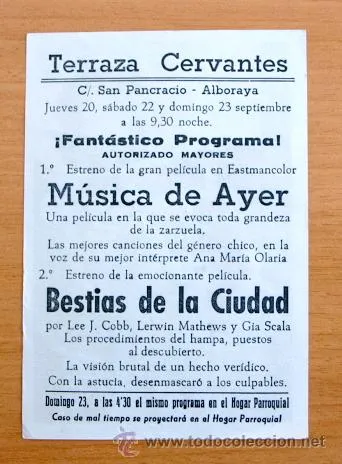 Terraza Cervantes
C/. San Pancracio - Alboraya
Jueves 20, sábado 22 y domingo 23 septiembre
a las 9,30 noche.
¡Fantástico Programa!
AUTORIZADO MAYORES
1.º Estreno de la gran película en Eastmancolor
Música de Ayer
Una película en la que se evoca toda grandeza
de la zarzuela.
Las mejores canciones del género chico, en la
voz de su mejor intérprete Ana María Olaria
2.º Estreno de la emocionante película.
Bestias de la Ciudad
por Lee J. Cobb, Lerwin Mathews y Gia Scala
Los procedimientos del hampa, puestos
al descubierto.
La visión brutal de un hecho verídico.
Con la astucia, desenmascaró a los culpables.
Domingo 23, a las 4'30 el mismo programa en el Hogar Parroquial
Caso de mal tiempo se proyectará en el Hogar Parroquial
todocoleccion.net